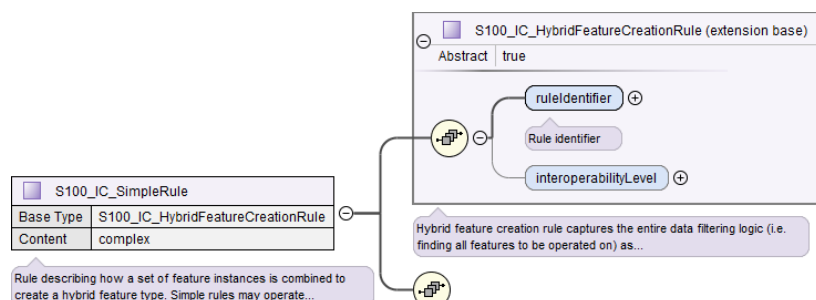 S100_IC_HybridFeatureCreationRule (extension base)
Abstract true
ruleIdentifier
Rule identifier
interoperabilityLevel
S100_IC_SimpleRule
Base Type S100_IC_HybridFeatureCreationRule
Content complex
Hybrid feature creation rule captures the entire data filtering logic (i.e.
finding all features to be operated on) as...
Rule describing how a set of feature instances is combined to
create a hybrid feature type. Simple rules may operate...